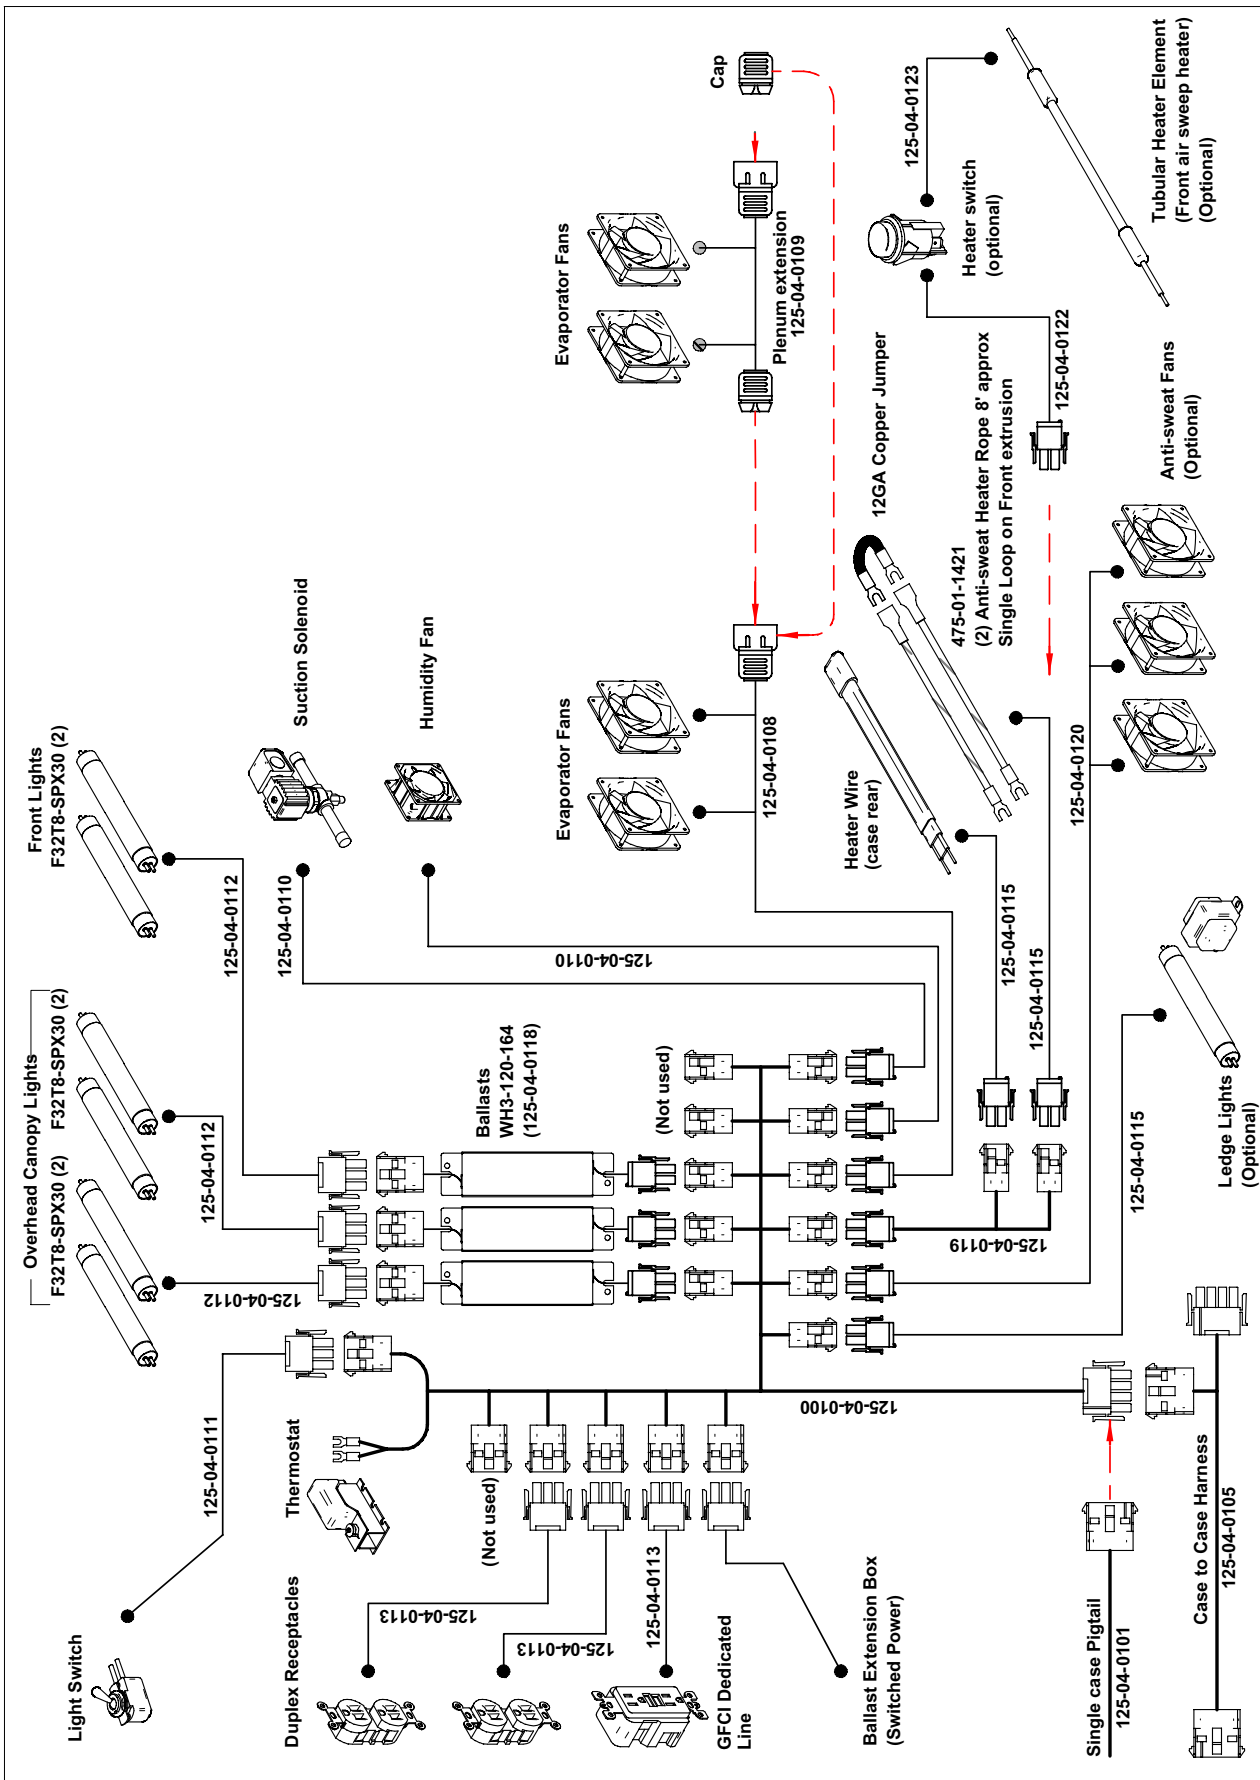 Light Switch
125-04-0111
Overhead Canopy Lights
F32T8-SPX30 (2)
F32T8-SPX30 (2)
125-04-0112
125-04-0112
Front Lights
F32T8-SPX30 (2)
125-04-0112
Thermostat
Suction Solenoid
125-04-0110
Humidity Fan
125-04-0110
Duplex Receptacles
125-04-0113
125-04-0113
(Not used)
GFCI Dedicated
Line
125-04-0113
Ballast Extension Box
(Switched Power)
Ballasts
WH3-120-164
(125-04-0118)
(Not used)
Evaporator Fans
125-04-0108
Evaporator Fans
Plenum extension
125-04-0109
Cap
Heater Wire
(case rear)
125-04-0115
12GA Copper Jumper
475-01-1421
(2) Anti-sweat Heater Rope 8' approx
Single Loop on Front extrusion
125-04-0115
125-04-0119
Heater switch
(optional)
125-04-0123
125-04-0122
Tubular Heater Element
(Front air sweep heater)
(Optional)
Anti-sweat Fans
(Optional)
125-04-0120
125-04-0115
Ledge Lights
(Optional)
125-04-0100
Single case Pigtail
125-04-0101
Case to Case Harness
125-04-0105